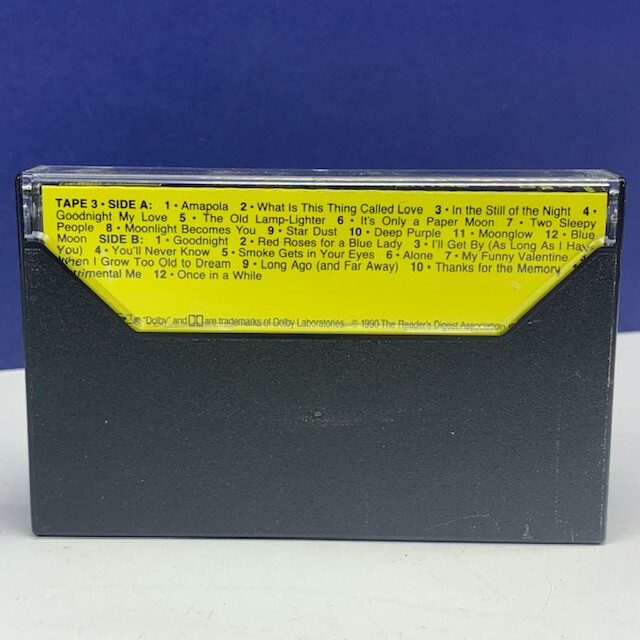 TAPE 3 • SIDE A: 1 • Amapola 2 • What Is This Thing Called Love 3 • In the Still of the Night 4 •
Goodnight My Love 5 • The Old Lamp-Lighter 6 • It's Only a Paper Moon 7 • Two Sleepy
People 8 • Moonlight Becomes You 9 • Star Dust 10 • Deep Purple 11 • Moonglow 12 • Blue
Moon SIDE B: 1 • Goodnight 2 • Red Roses for a Blue Lady 3 • I'll Get By (As Long As I Have
You) 4 • You'll Never Know 5 • Smoke Gets in Your Eyes 6 • Alone 7 • My Funny Valentine
When I Grow Too Old to Dream 9 • Long Ago (and Far Away) 10 • Thanks for the Memory
Me 12 • Once in a While
"Dolby" and are trademarks of Dolby Laboratories. © 1990 The Reader's Digest Association